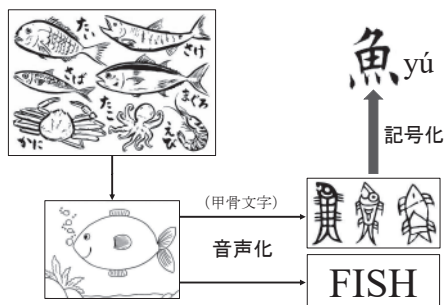 たい
さけ
さば
まぐろ
たこ
かに
えび
魚 yú
記号化
(甲骨文字)
音声化
FISH